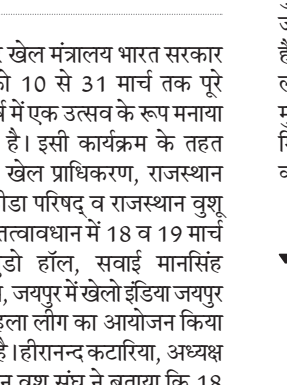 खेल मंत्रालय भारत सरकार
10 से 31 मार्च तक पूरे
में एक उत्सव के रूप मनाया
है। इसी कार्यक्रम के तहत
खेल प्राधिकरण, राजस्थान
परिषद् व राजस्थान वुशू
तत्वावधान में 18 व 19 मार्च
हॉल, सवाई मानसिंह
जयपुर में खेलो इंडिया जयपुर
लीग का आयोजन किया
है।हीरानन्द कटारिया, अध्यक्ष
वुशू संघ ने बताया कि 18